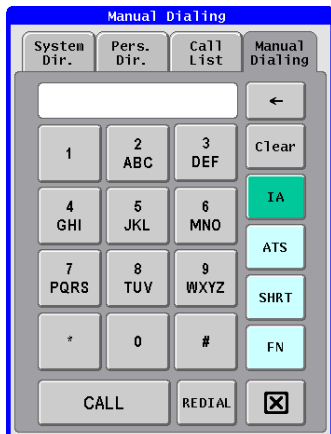 Manual Dialing
System Dir.
Pers. Dir.
Call List
Manual Dialing
←
1
2
ABC
3
DEF
Clear
4
GHI
5
JKL
6
MNO
IA
ATS
7
PQRS
8
TUV
9
WXYZ
SHRT
*
0
#
FN
CALL
REDIAL